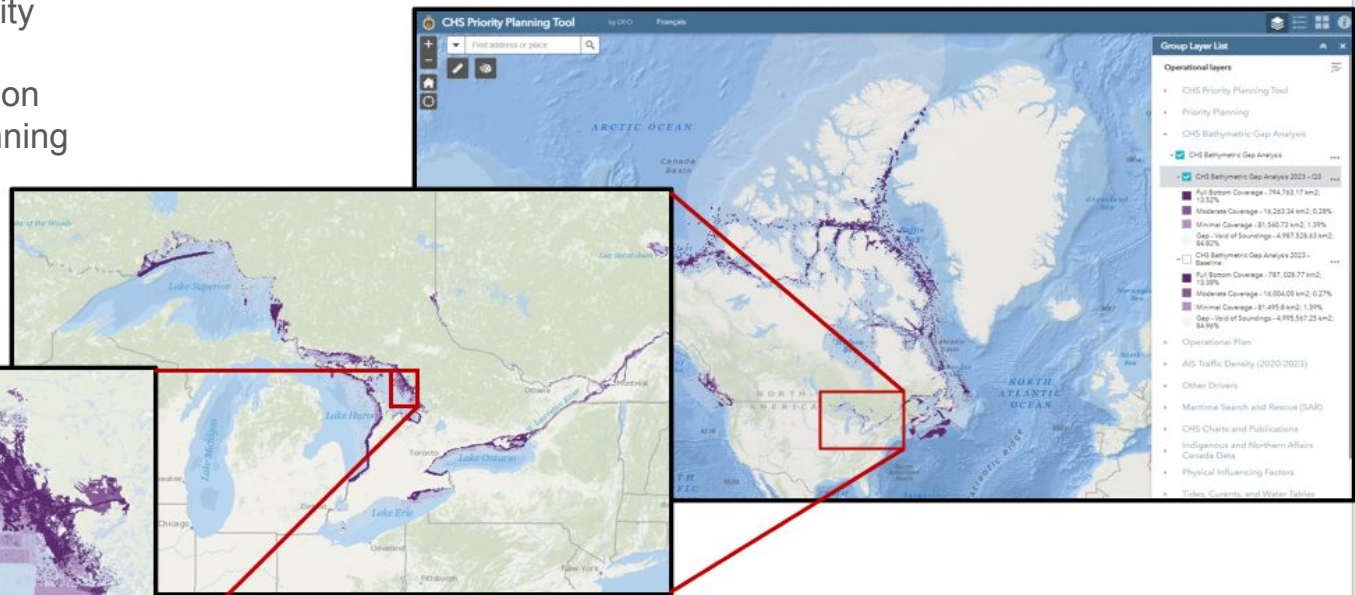 ity
on
nning
CHS Priority Planning Tool
by DFO
Français
Find address or place
Group Layer List
Operational layers
CHS Priority Planning Tool
Priority Planning
CHS Bathymetric Gap Analysis
CHS Bathymetric Gap Analysis
CHS Bathymetric Gap Analysis 2023 - Q3
Full Bottom Coverage - 794,763.17 km2;
13.52%
Moderate Coverage - 16,263.34 km2; 0.28%
Minimal Coverage - 81,560.73 km2; 1.39%
Gap - Void of Soundings - 4,987,528.63 km2;
84.82%
CHS Bathymetric Gap Analysis 2023 -
Baseline
Full Bottom Coverage - 787,028.77 km2;
13.38%
Moderate Coverage - 16,004.05 km2; 0.27%
Minimal Coverage - 81,495.8 km2; 1.39%
Gap - Void of Soundings - 4,995,567.25 km2;
84.96%
Operational Plan
AIS Traffic Density (2020-2023)
Other Drivers
Maritime Search and Rescue (SAR)
CHS Charts and Publications
Indigenous and Northern Affairs
Canada Data
Physical Influencing Factors
Tides, Currents, and Water Tables
ARCTIC OCEAN
Canada
Basin
NORTH
ATLANTIC
OCEAN
NORTH
AMERICA
Lake of the Woods
Lake Superior
Lake Michigan
Lake Huron
Ottawa
Montréal
Toronto
Lake Ontario
Detroit
Lake Erie
Chicago
Cleveland
Pittsburgh
New York